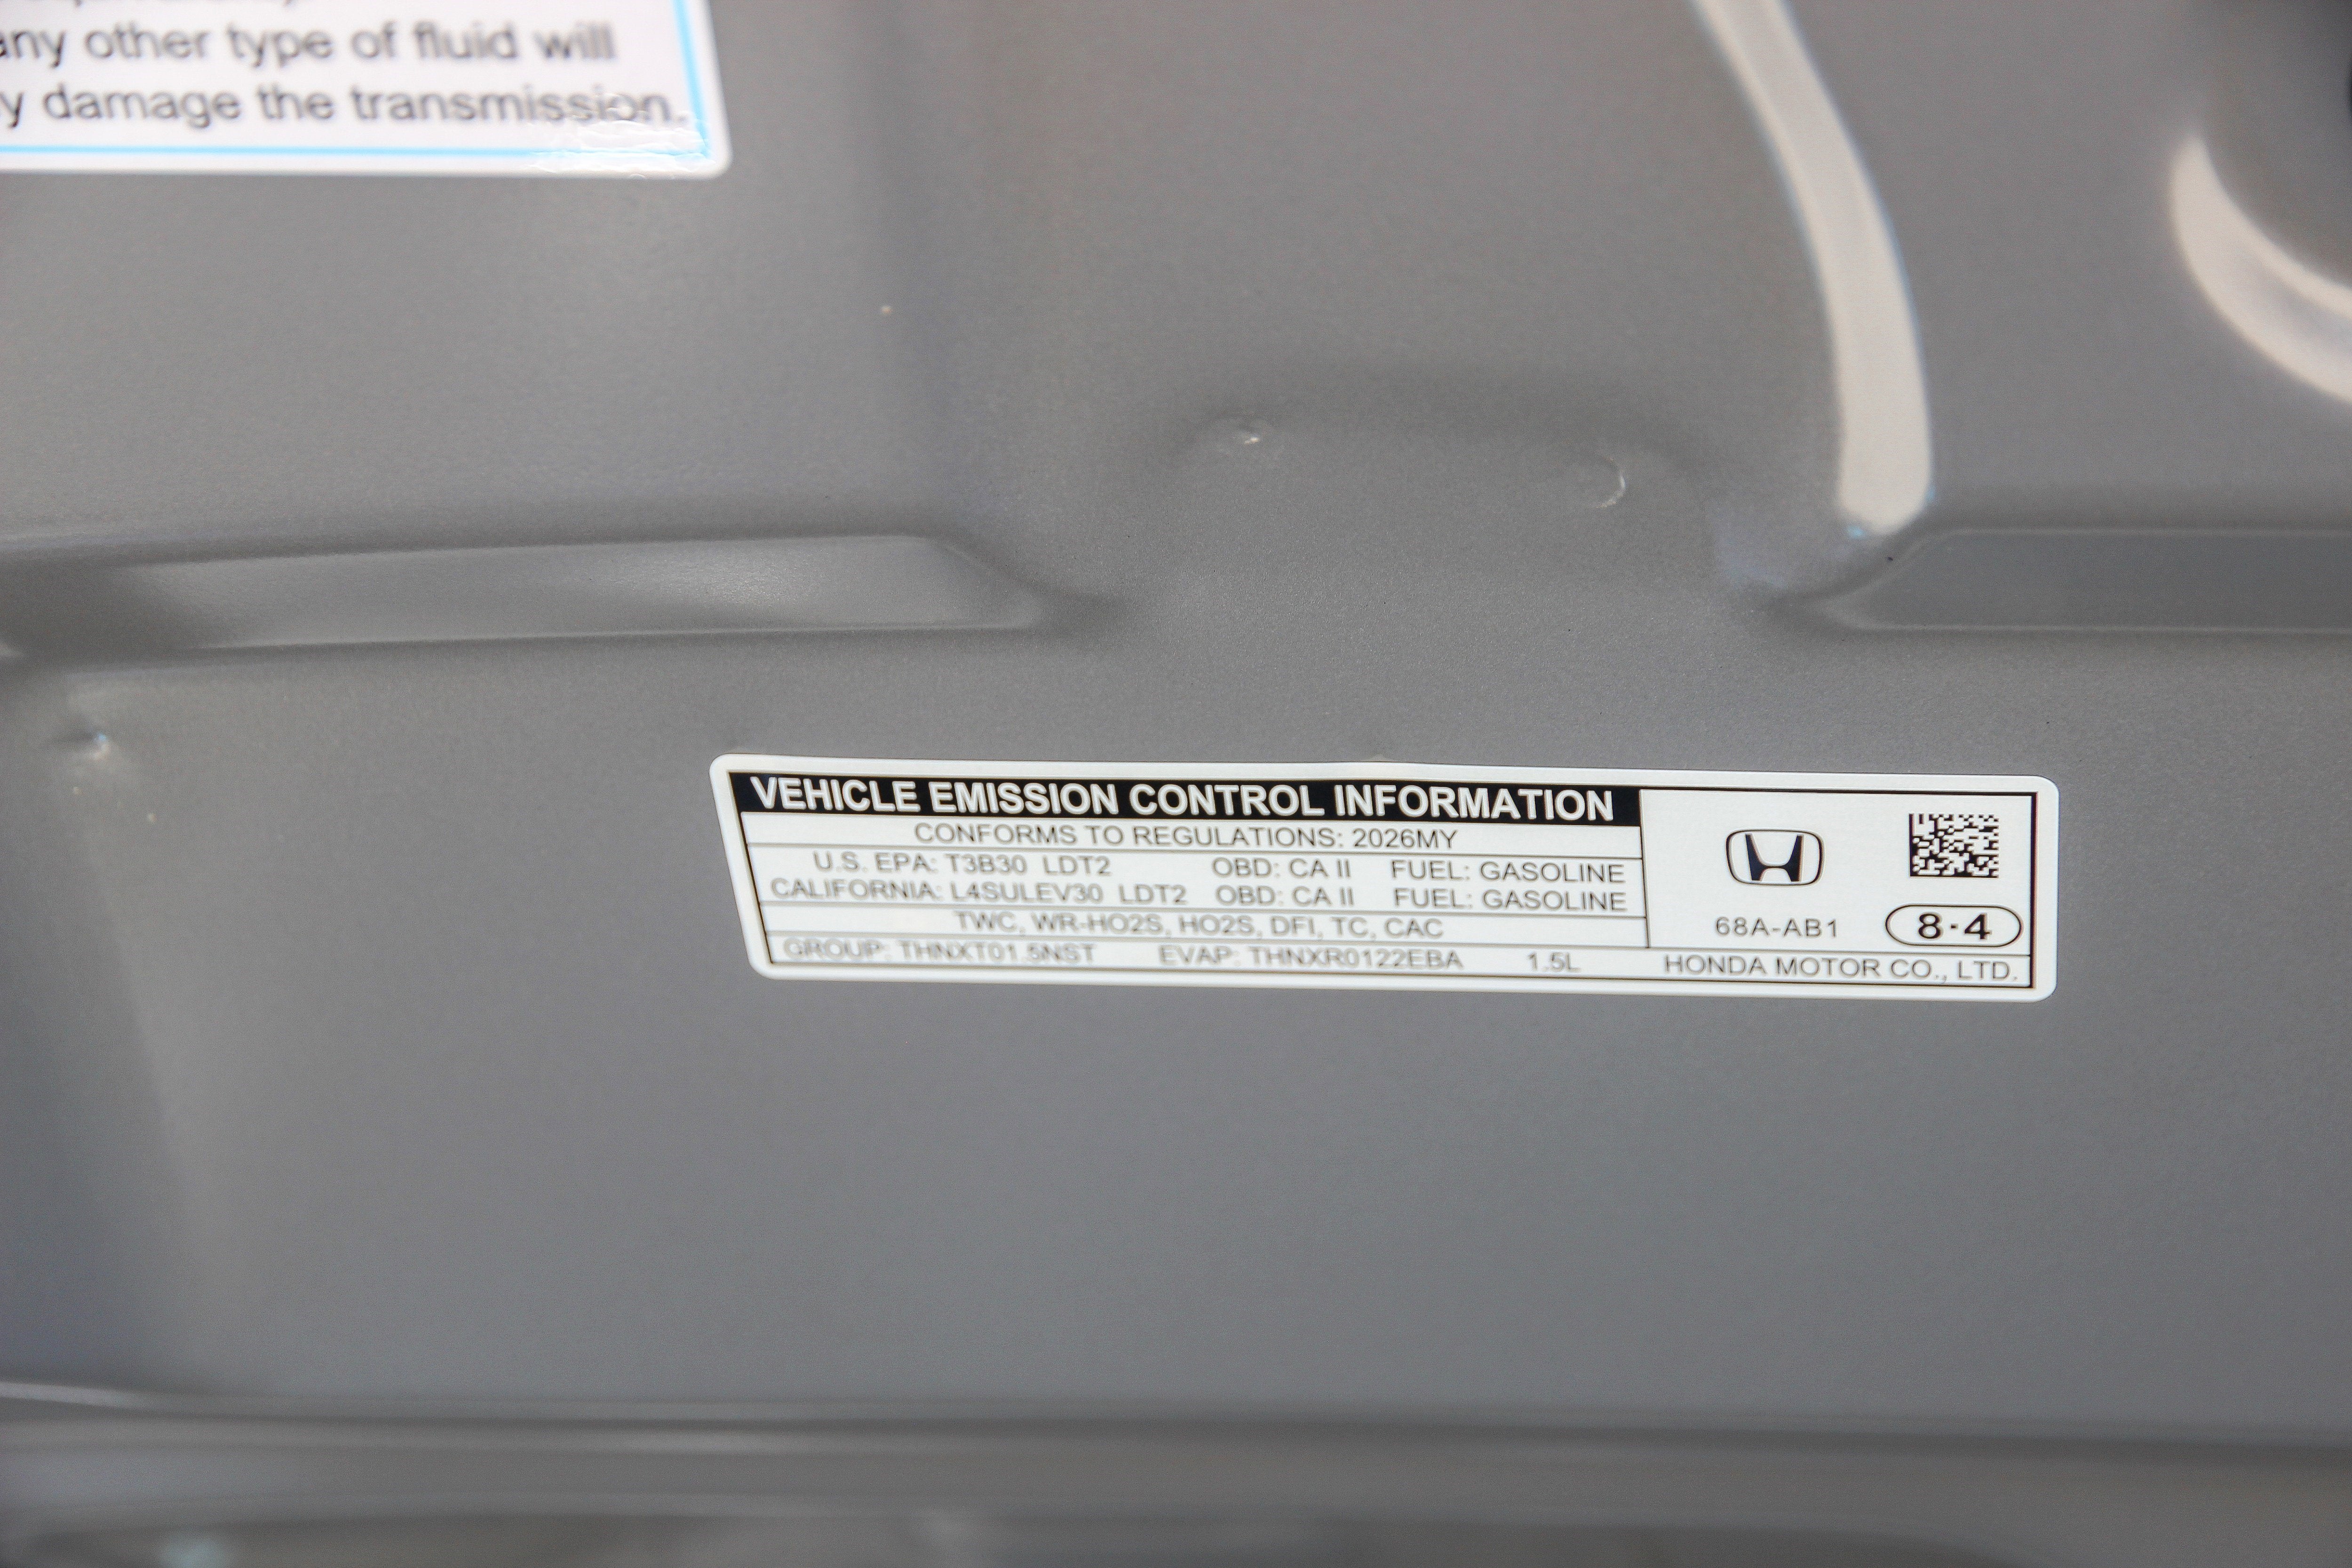 any other type of fluid will
y damage the transmission.
VEHICLE EMISSION CONTROL INFORMATION
CONFORMS TO REGULATIONS: 2026MY
U.S. EPA: T3B30 LDT2 OBD: CA II FUEL: GASOLINE
CALIFORNIA: L4SULEV30 LDT2 OBD: CA II FUEL: GASOLINE
TWC, WR-HO2S, HO2S, DFI, TC, CAC
GROUP: THNXT01.5NST EVAP: THNXR0122EBA 1.5L
68A-AB1
8·4
HONDA MOTOR CO., LTD.